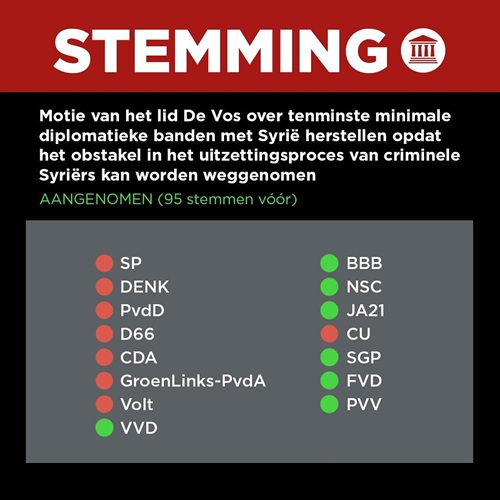 STEMMING
Motie van het lid De Vos over tenminste minimale
diplomatieke banden met Syrië herstellen opdat
het obstakel in het uitzettingsproces van criminele
Syriërs kan worden weggenomen
AANGENOMEN (95 stemmen vóór)
SP
DENK
PvdD
D66
CDA
GroenLinks-PvdA
Volt
VVD
BBB
NSC
JA21
CU
SGP
FVD
PVV